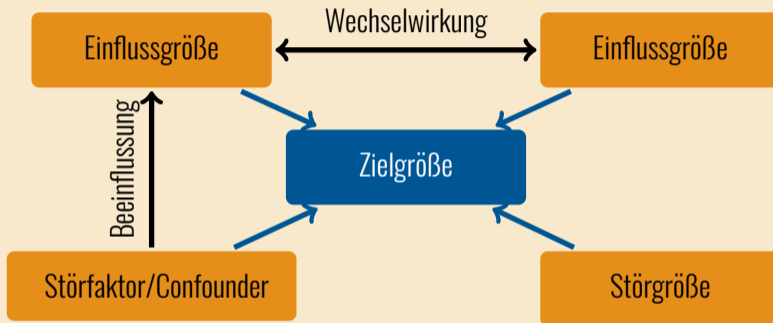 Wechselwirkung
Einflussgröße
Einflussgröße
Beeinflussung
Zielgröße
Störfaktor/Confounder
Störgröße